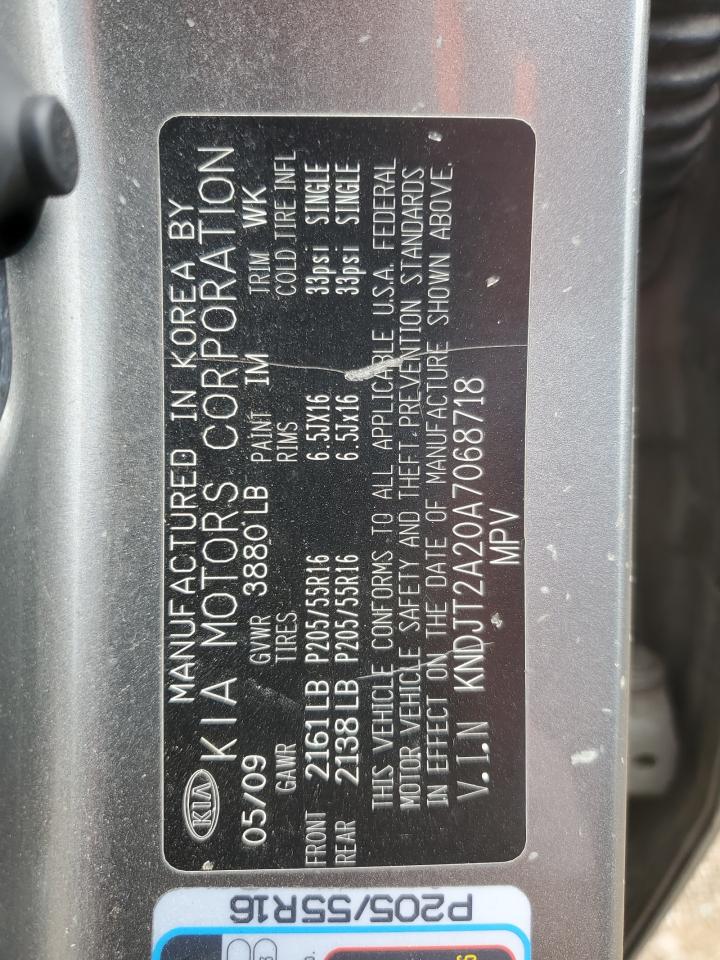 MANUFACTURED IN KOREA BY
KIA KIA MOTORS CORPORATION
05/09 GVWR 3880LB PAINT IM TRIM WK
GAWR TIRES RIMS COLD TIRE INFL
FRONT 2161LB P205/55R16 6.5JX16 33psi SINGLE
REAR 2138LB P205/55R16 6.5JX16 33psi SINGLE
THIS VEHICLE CONFORMS TO ALL APPLICABLE U.S.A. FEDERAL
MOTOR VEHICLE SAFETY AND THEFT PREVENTION STANDARDS
IN EFFECT ON THE DATE OF MANUFACTURE SHOWN ABOVE.
V.I.N KNDJT2A20A7068718
MPV
P205/55R16